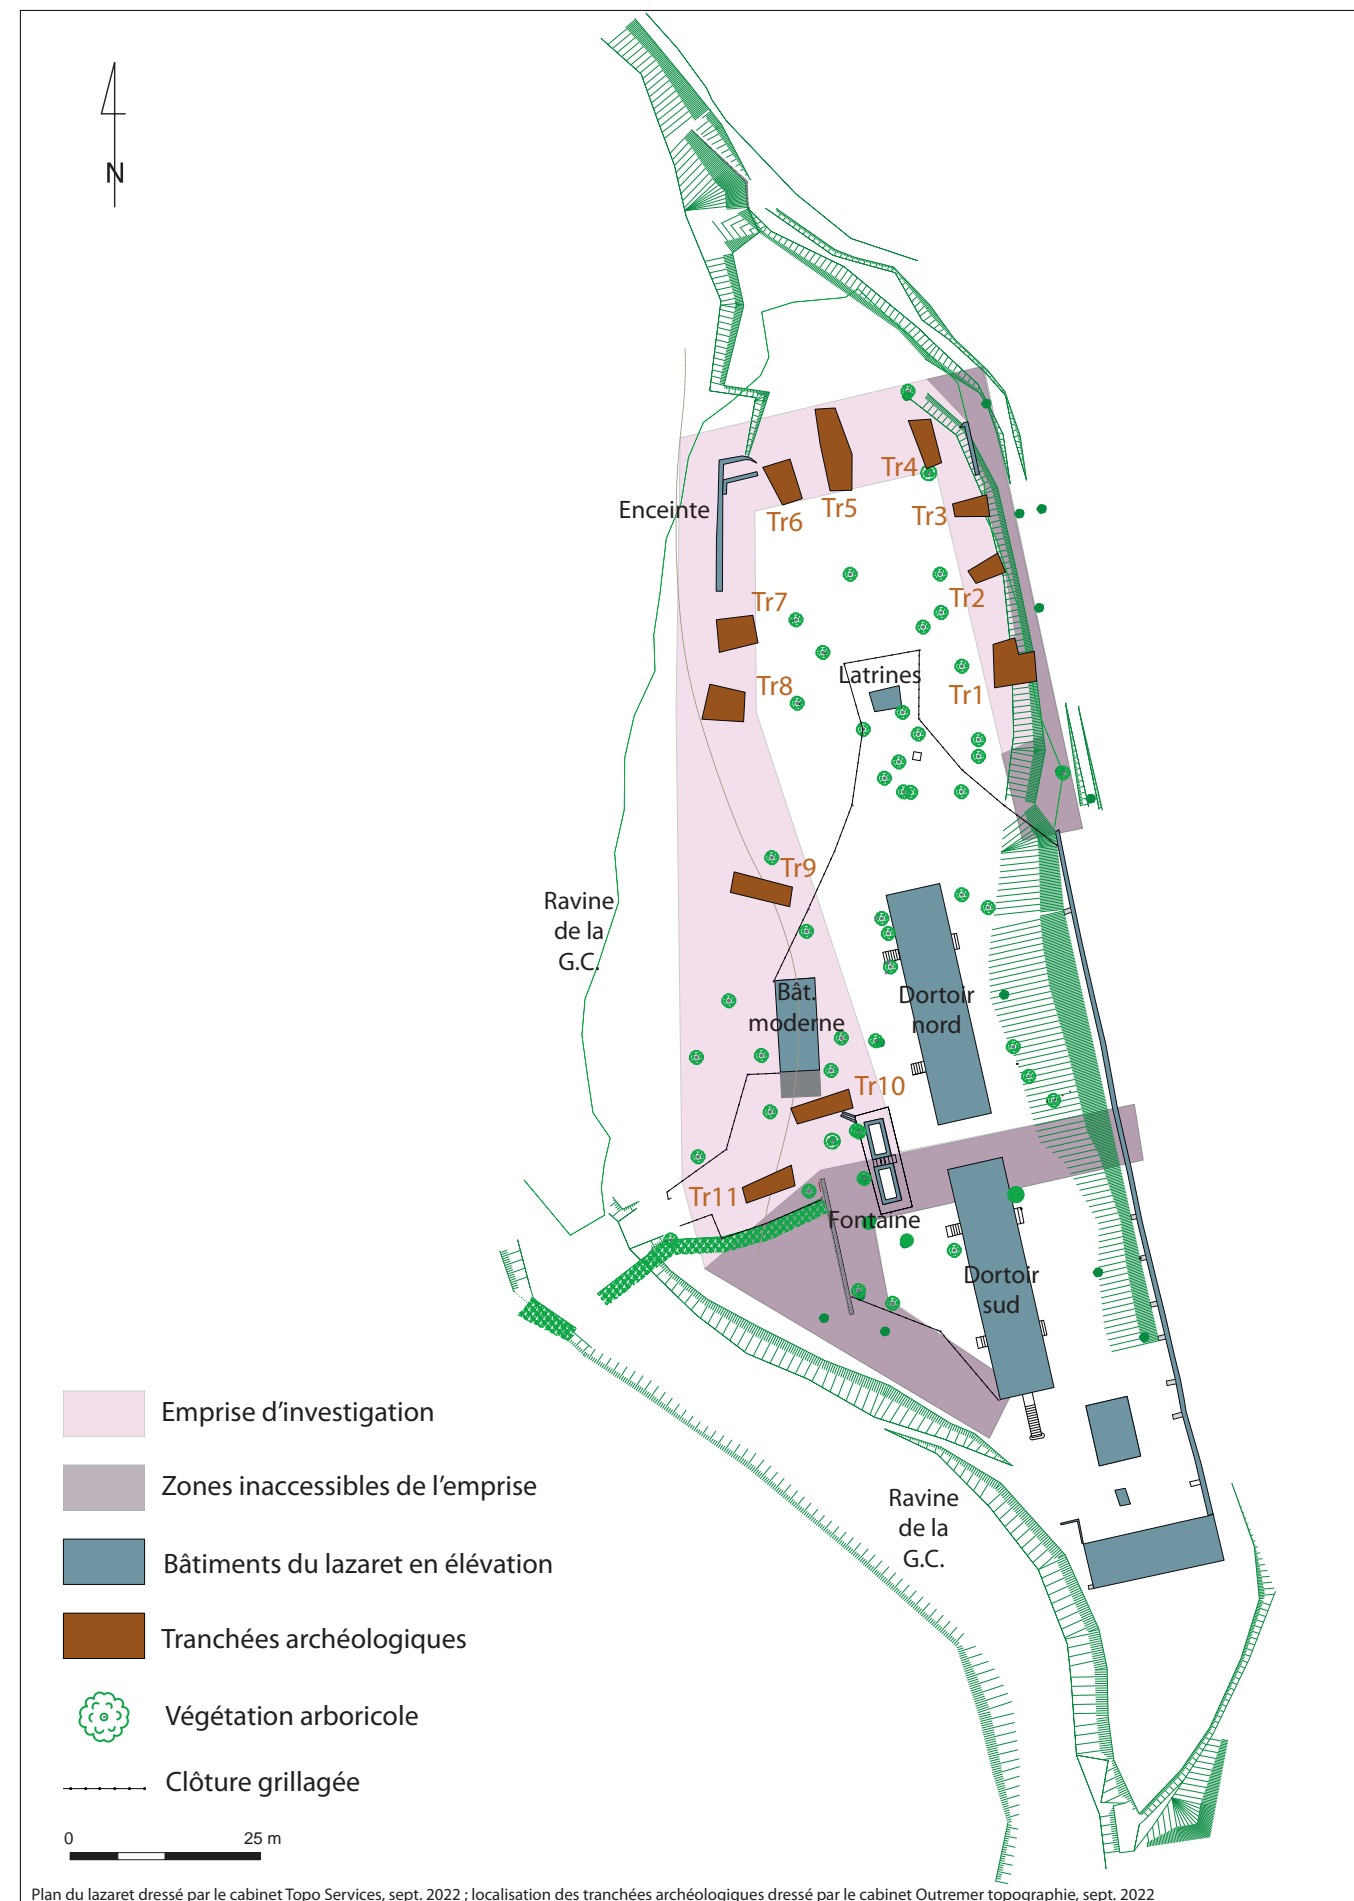 N
Tr4
Tr5
Tr6
Tr3
Enceinte
Tr2
Tr7
Latrines
Tr8
Tr1
Tr9
Ravine
de la
G.C.
Bât.
moderne
Dortoir
nord
Tr10
Tr11
Fontaine
Dortoir
sud
Ravine
de la
G.C.
Emprise d’investigation
Zones inaccessibles de l’emprise
Bâtiments du lazaret en élévation
Tranchées archéologiques
Végétation arboricole
Clôture grillagée
0 25 m
Plan du lazaret dressé par le cabinet Topo Services, sept. 2022 ; localisation des tranchées archéologiques dressé par le cabinet Outremer topographie, sept. 2022